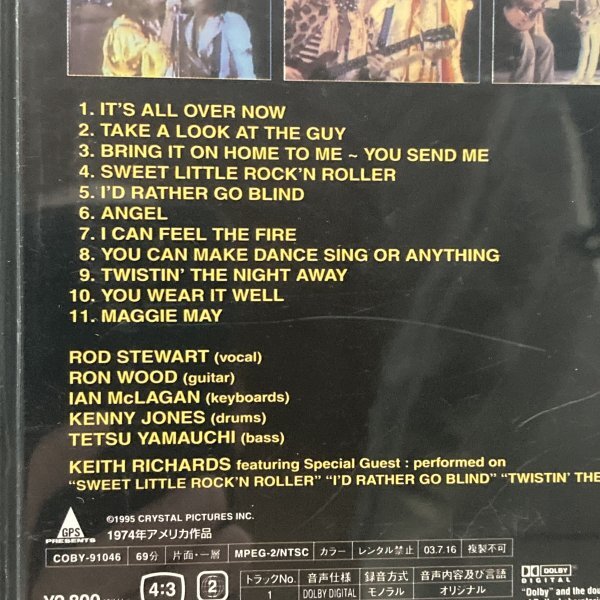 1. IT'S ALL OVER NOW
2. TAKE A LOOK AT THE GUY
3. BRING IT ON HOME TO ME ~ YOU SEND ME
4. SWEET LITTLE ROCK'N ROLLER
5. I'D RATHER GO BLIND
6. ANGEL
7. I CAN FEEL THE FIRE
8. YOU CAN MAKE DANCE SING OR ANYTHING
9. TWISTIN' THE NIGHT AWAY
10. YOU WEAR IT WELL
11. MAGGIE MAY
ROD STEWART (vocal)
RON WOOD (guitar)
IAN McLAGAN (keyboards)
KENNY JONES (drums)
TETSU YAMAUCHI (bass)
KEITH RICHARDS featuring Special Guest : performed on
"SWEET LITTLE ROCK'N ROLLER" "I'D RATHER GO BLIND" "TWISTIN' THE
GPS
PRESENTS
©1995 CRYSTAL PICTURES INC.
1974年アメリカ作品
COBY-91046 69分 片面・一層 MPEG-2/NTSC カラー レンタル禁止 03.7.16 複製不可
4:3 2 トラックNo. 音声仕様 録音方式 音声内容及び言語 DOLBY
DIGITAL
1 DOLBY DIGITAL モノラル オリジナル
"Dolby" and the dou